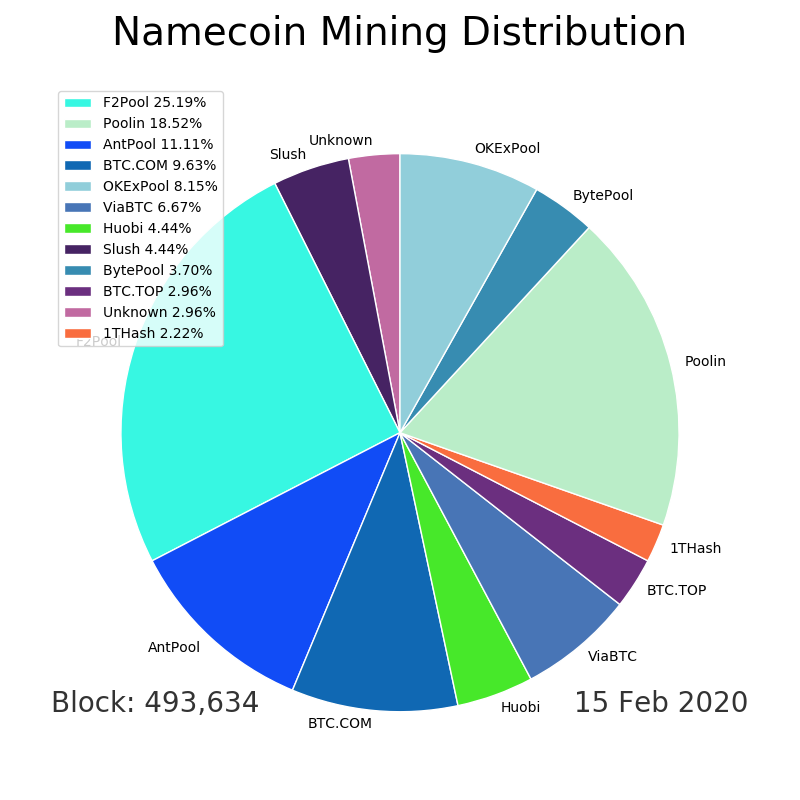 Namecoin Mining Distribution
F2Pool 25.19%
Poolin 18.52%
AntPool 11.11%
BTC.COM 9.63%
OKExPool 8.15%
ViaBTC 6.67%
Huobi 4.44%
Slush 4.44%
BytePool 3.70%
BTC.TOP 2.96%
Unknown 2.96%
1THash 2.22%
Unknown
Slush
OKExPool
BytePool
F2Pool
Poolin
1THash
BTC.TOP
AntPool
ViaBTC
Huobi
BTC.COM
Block: 493,634
15 Feb 2020